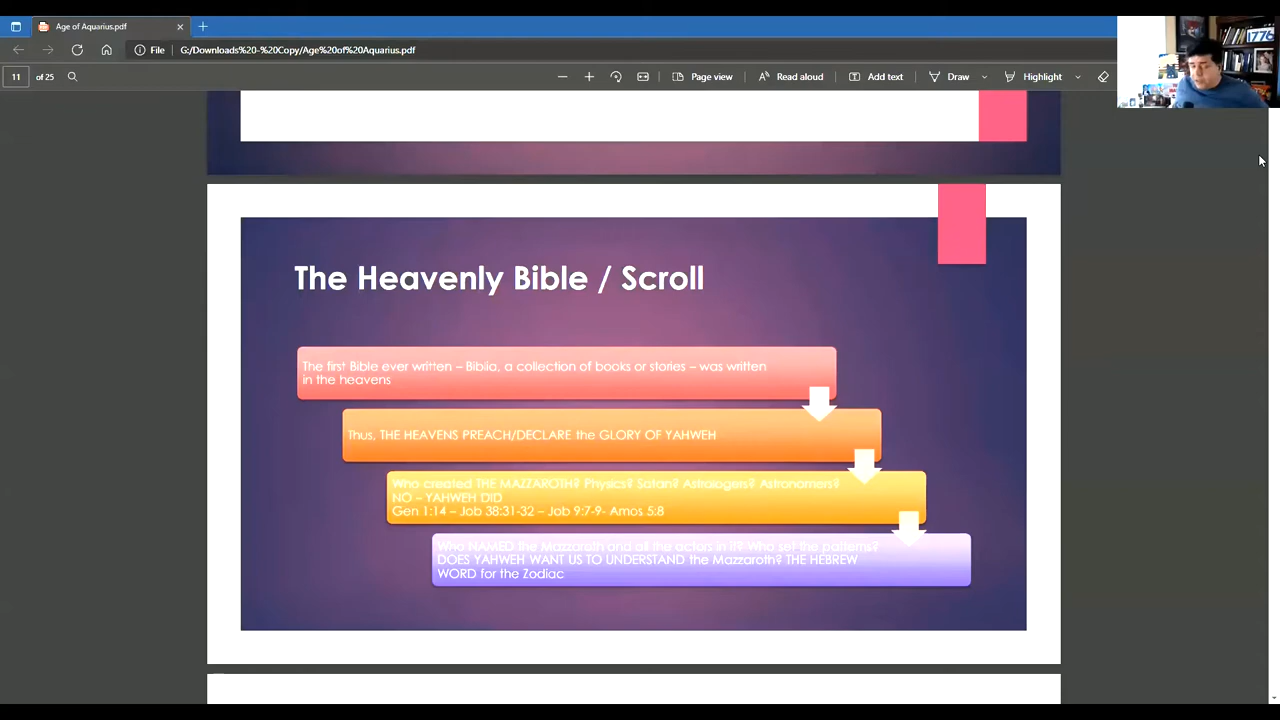 Age of Aquarius.pdf
File
G:/Downloads%20-%20Copy/Age%20of%20Aquarius.pdf
11 of 25
Page view
Read aloud
Add text
Draw
Highlight
1776
The Heavenly Bible / Scroll
The first Bible ever written – Biblia, a collection of books or stories – was written
in the heavens
Thus, THE HEAVENS PREACH/DECLARE the GLORY OF YAHWEH
Who created THE MAZZAROTH? Physics? Satan? Astrologers? Astronomers?
NO – YAHWEH DID
Gen 1:14 – Job 38:31-32 – Job 9:7-9- Amos 5:8
Who NAMED the Mazzaroth and all the actors in it? Who set the patterns?
DOES YAHWEH WANT US TO UNDERSTAND the Mazzaroth? THE HEBREW
WORD for the Zodiac